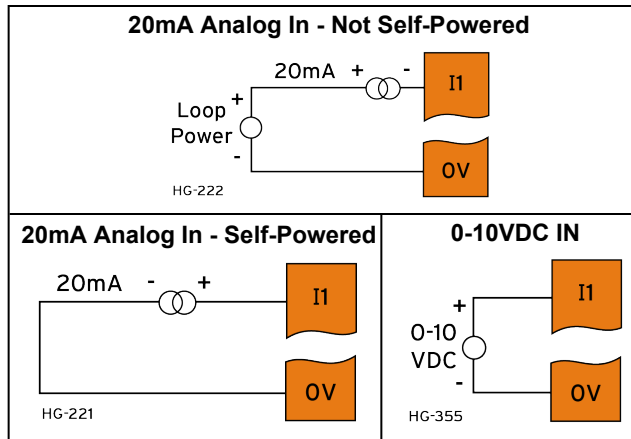 20mA Analog In - Not Self-Powered
20mA + -
I1
+
Loop
Power
-
0V
HG-222
20mA Analog In - Self-Powered
20mA - +
I1
0V
HG-221
0-10VDC IN
+
I1
0-10
VDC
-
0V
HG-355